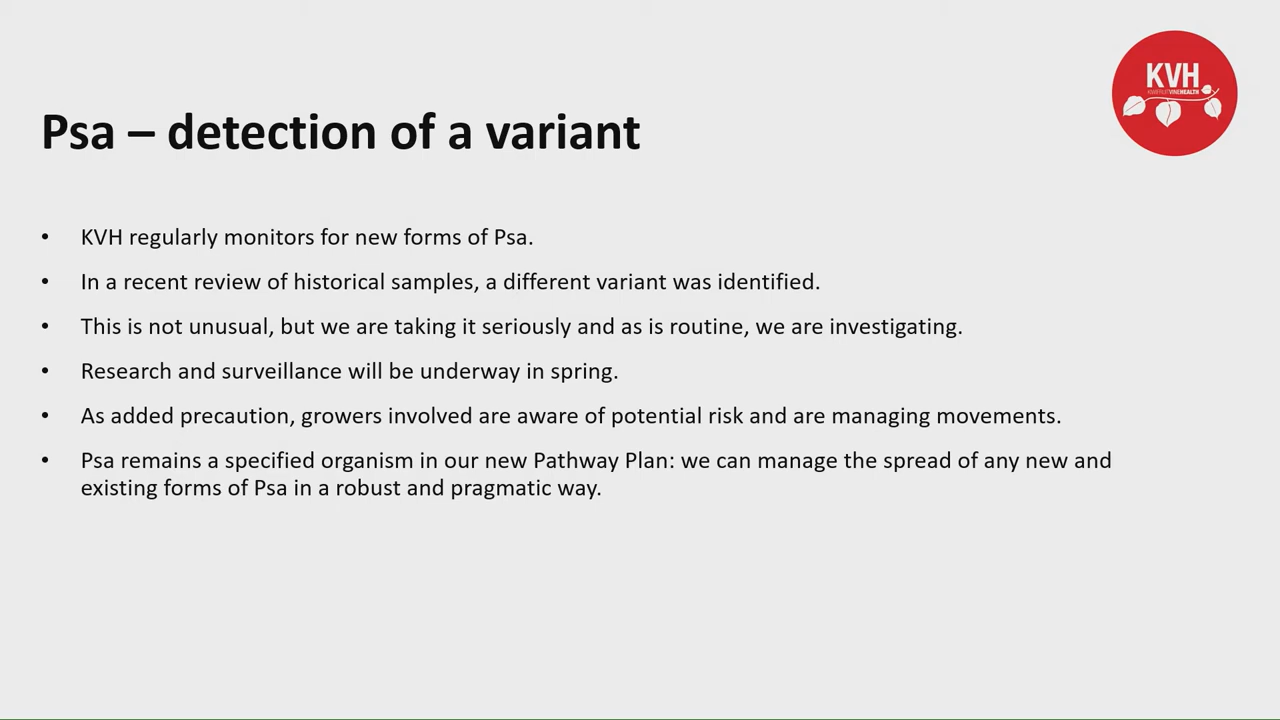 KVH
KIWIFRUIT VINE HEALTH
Psa – detection of a variant
• KVH regularly monitors for new forms of Psa.
• In a recent review of historical samples, a different variant was identified.
• This is not unusual, but we are taking it seriously and as is routine, we are investigating.
• Research and surveillance will be underway in spring.
• As added precaution, growers involved are aware of potential risk and are managing movements.
• Psa remains a specified organism in our new Pathway Plan: we can manage the spread of any new and
existing forms of Psa in a robust and pragmatic way.